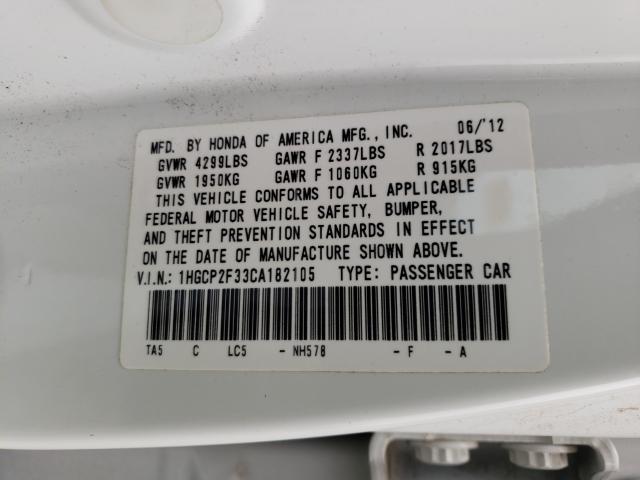 MFD. BY HONDA OF AMERICA MFG., INC. 06/'12
GVWR 4299LBS GAWR F 2337LBS R 2017LBS
GVWR 1950KG GAWR F 1060KG R 915KG
THIS VEHICLE CONFORMS TO ALL APPLICABLE
FEDERAL MOTOR VEHICLE SAFETY, BUMPER,
AND THEFT PREVENTION STANDARDS IN EFFECT
ON THE DATE OF MANUFACTURE SHOWN ABOVE.
V.I.N.: 1HGCP2F33CA182105 TYPE: PASSENGER CAR
TA5 C LC5 - NH578 - F - A